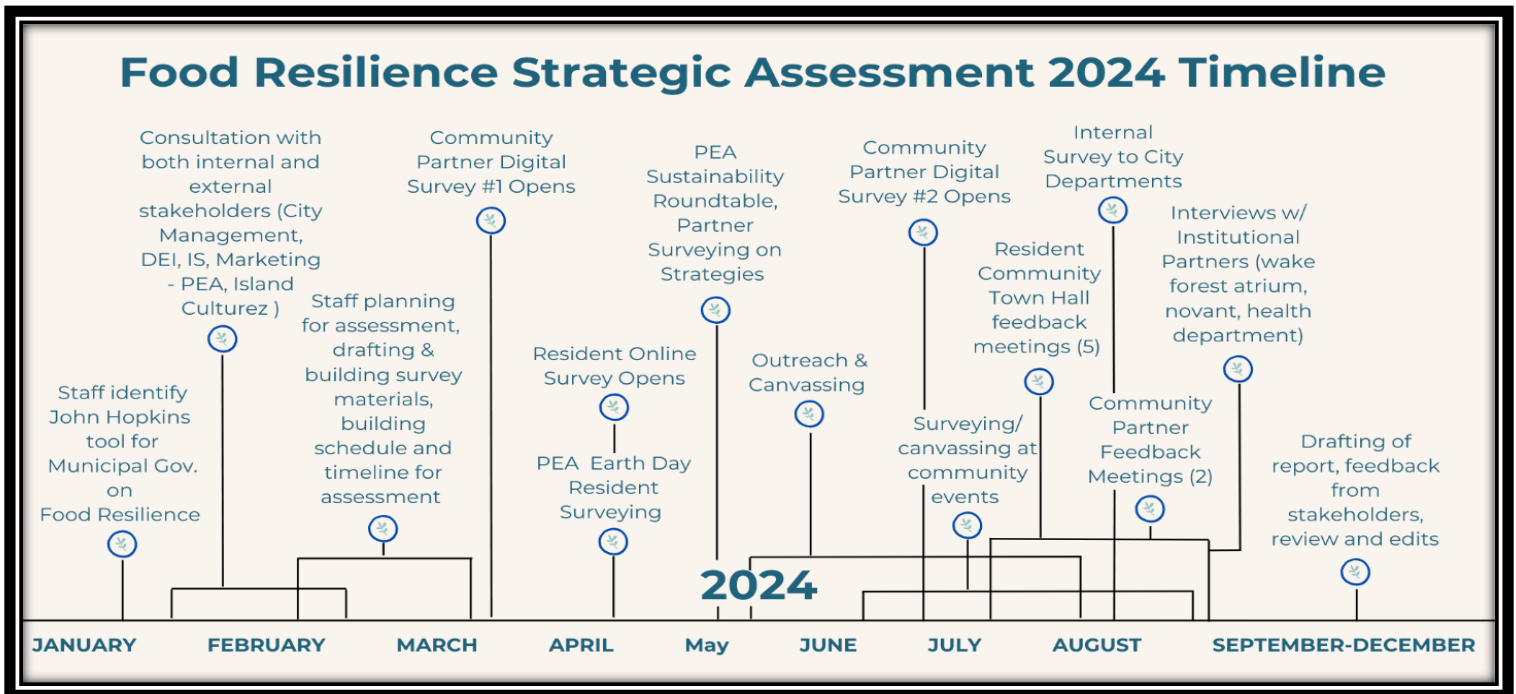 Food Resilience Strategic Assessment 2024 Timeline
Staff identify
John Hopkins
tool for
Municipal Gov.
on
Food Resilience
Consultation with
both internal and
external
stakeholders (City
Management,
DEI, IS, Marketing
- PEA, Island
Culturez )
Staff planning
for assessment,
drafting &
building survey
materials,
building
schedule and
timeline for
assessment
Community
Partner Digital
Survey #1 Opens
Resident Online
Survey Opens
PEA Earth Day
Resident
Surveying
PEA
Sustainability
Roundtable,
Partner
Surveying on
Strategies
Outreach &
Canvassing
Community
Partner Digital
Survey #2 Opens
Surveying/
canvassing at
community
events
Resident
Community
Town Hall
feedback
meetings (5)
Internal
Survey to City
Departments
Community
Partner
Feedback
Meetings (2)
Interviews w/
Institutional
Partners (wake
forest atrium,
novant, health
department)
Drafting of
report, feedback
from
stakeholders,
review and edits
2024
JANUARY FEBRUARY MARCH APRIL May JUNE JULY AUGUST SEPTEMBER-DECEMBER